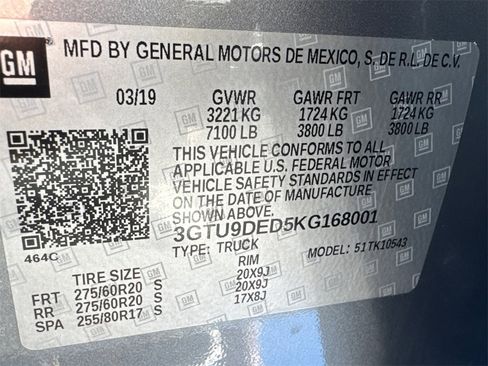 GM
MFD BY GENERAL MOTORS DE MEXICO, S. DE R.L. DE C.V.
03/19 GVWR GAWR FRT GAWR RR
3221 KG 1724 KG 1724 KG
7100 LB 3800 LB 3800 LB
THIS VEHICLE CONFORMS TO ALL
APPLICABLE U.S. FEDERAL MOTOR
VEHICLE SAFETY STANDARDS IN EFFECT
ON THE DATE OF MANUFACTURE
SHOWN ABOVE.
3GTU9DED5KG168001
464C TYPE: TRUCK MODEL: 51TK10543
TIRE SIZE RIM
FRT 275/60R20 S 20X9J
RR 275/60R20 S 20X9J
SPA 255/80R17 S 17X8J